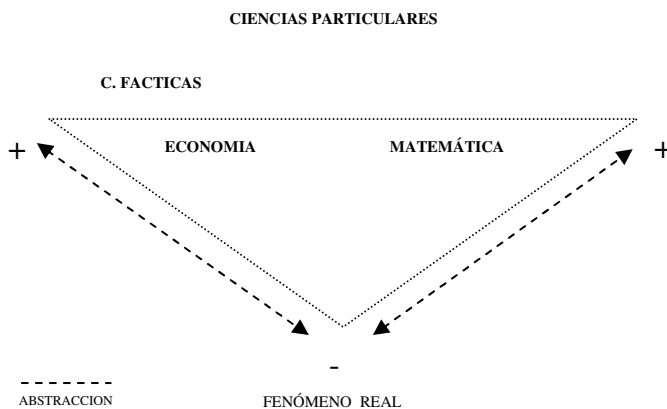 CIENCIAS PARTICULARES
C. FACTICAS
ECONOMIA MATEMÁTICA
+ +
-
ABSTRACCION FENÓMENO REAL